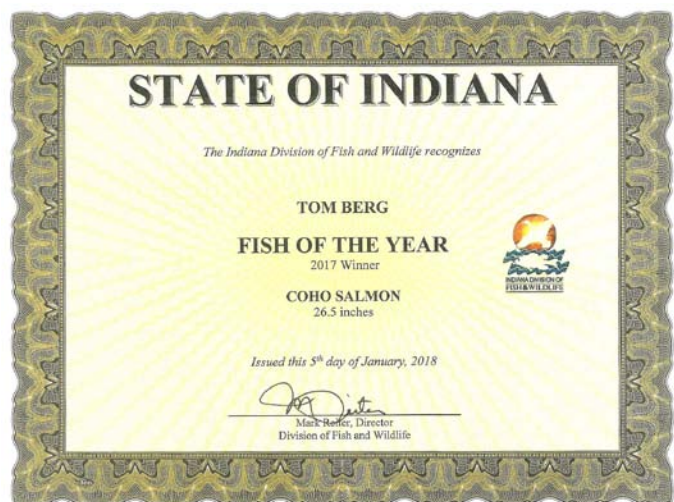 STATE OF INDIANA
The Indiana Division of Fish and Wildlife recognizes
TOM BERG
FISH OF THE YEAR
2017 Winner
COHO SALMON
26.5 inches
INDIANA DIVISION OF
FISH & WILDLIFE
Issued this 5th day of January, 2018
Mark Reiter, Director
Division of Fish and Wildlife